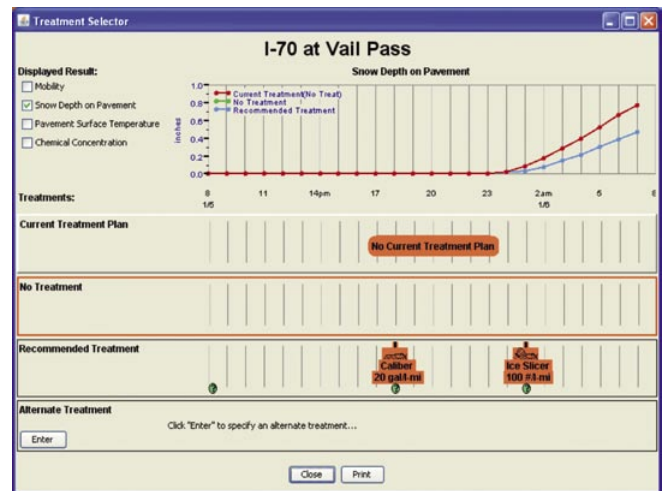 Treatment Selector
I-70 at Vail Pass
Displayed Result:
Mobility
Snow Depth on Pavement
Pavement Surface Temperature
Chemical Concentration
Snow Depth on Pavement
Current Treatment(No Treat)
No Treatment
Recommended Treatment
inches
1.0
0.8
0.6
0.4
0.2
0.0
8 11 14pm 17 20 23 2am 5 8
1/5 1/6
Treatments:
Current Treatment Plan
No Current Treatment Plan
No Treatment
Recommended Treatment
Caliber
20 gal/l-mi
Ice Slicer
100 #/l-mi
Alternate Treatment
Click "Enter" to specify an alternate treatment...
Enter
Close Print